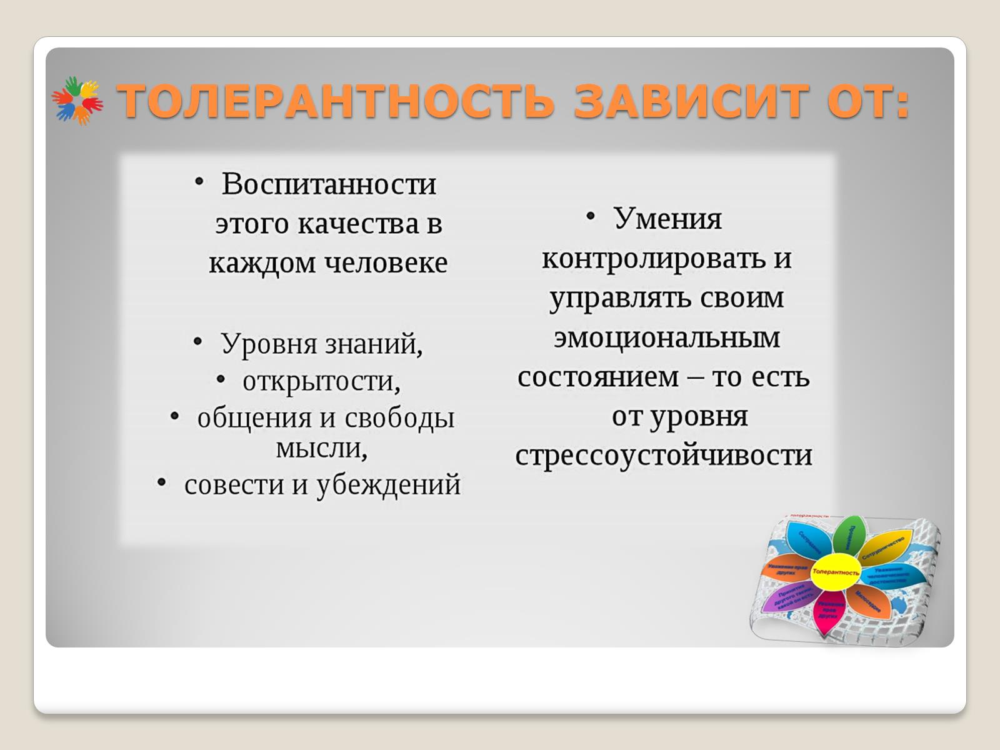 ТОЛЕРАНТНОСТЬ ЗАВИСИТ ОТ:
• Воспитанности
этого качества в
каждом человеке
• Уровня знаний,
• открытости,
• общения и свободы
мысли,
• совести и убеждений
• Умения
контролировать и
управлять своим
эмоциональным
состоянием – то есть
от уровня
стрессоустойчивости
толерантности
Сострадание
Прощение
Сотрудничество
Уважение прав
других
Толерантность
Уважение
человеческого
достоинства
Принятие
другого таким,
какой он есть
Уважение
прав
других
Милосердие